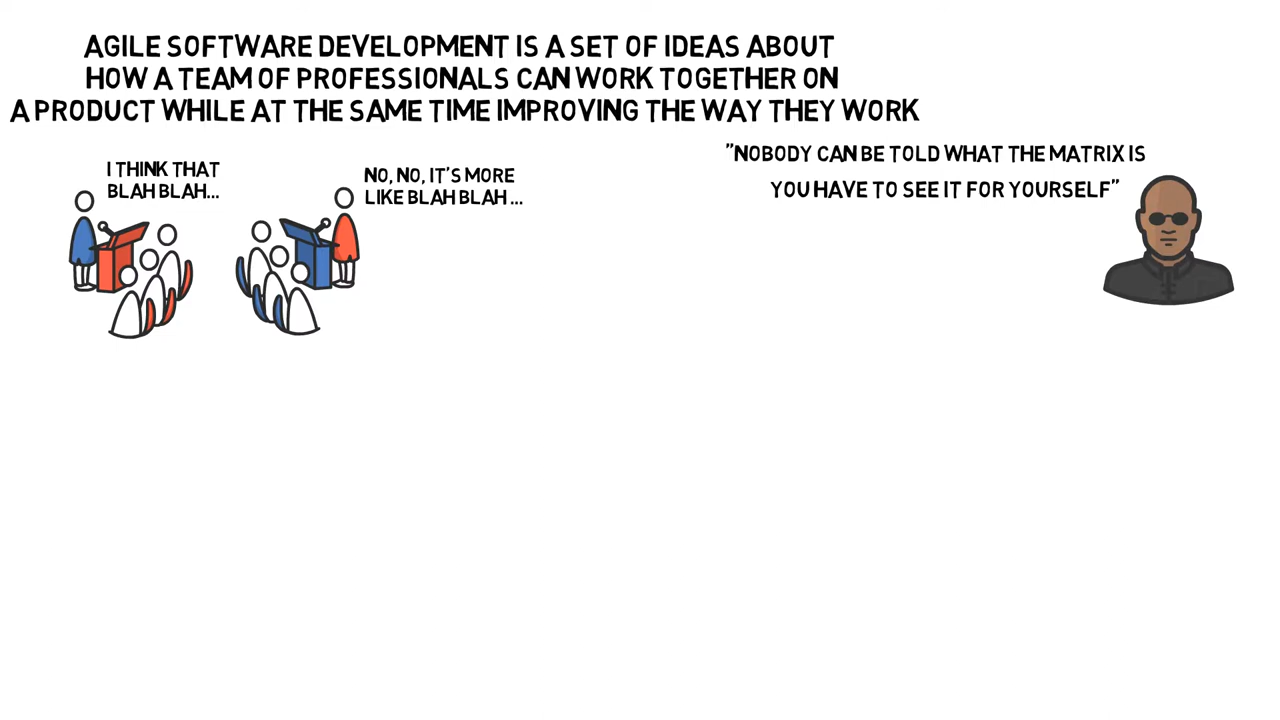 AGILE SOFTWARE DEVELOPMENT IS A SET OF IDEAS ABOUT
HOW A TEAM OF PROFESSIONALS CAN WORK TOGETHER ON
A PRODUCT WHILE AT THE SAME TIME IMPROVING THE WAY THEY WORK
I THINK THAT
BLAH BLAH...
NO, NO, IT'S MORE
LIKE BLAH BLAH ...
"NOBODY CAN BE TOLD WHAT THE MATRIX IS
YOU HAVE TO SEE IT FOR YOURSELF"